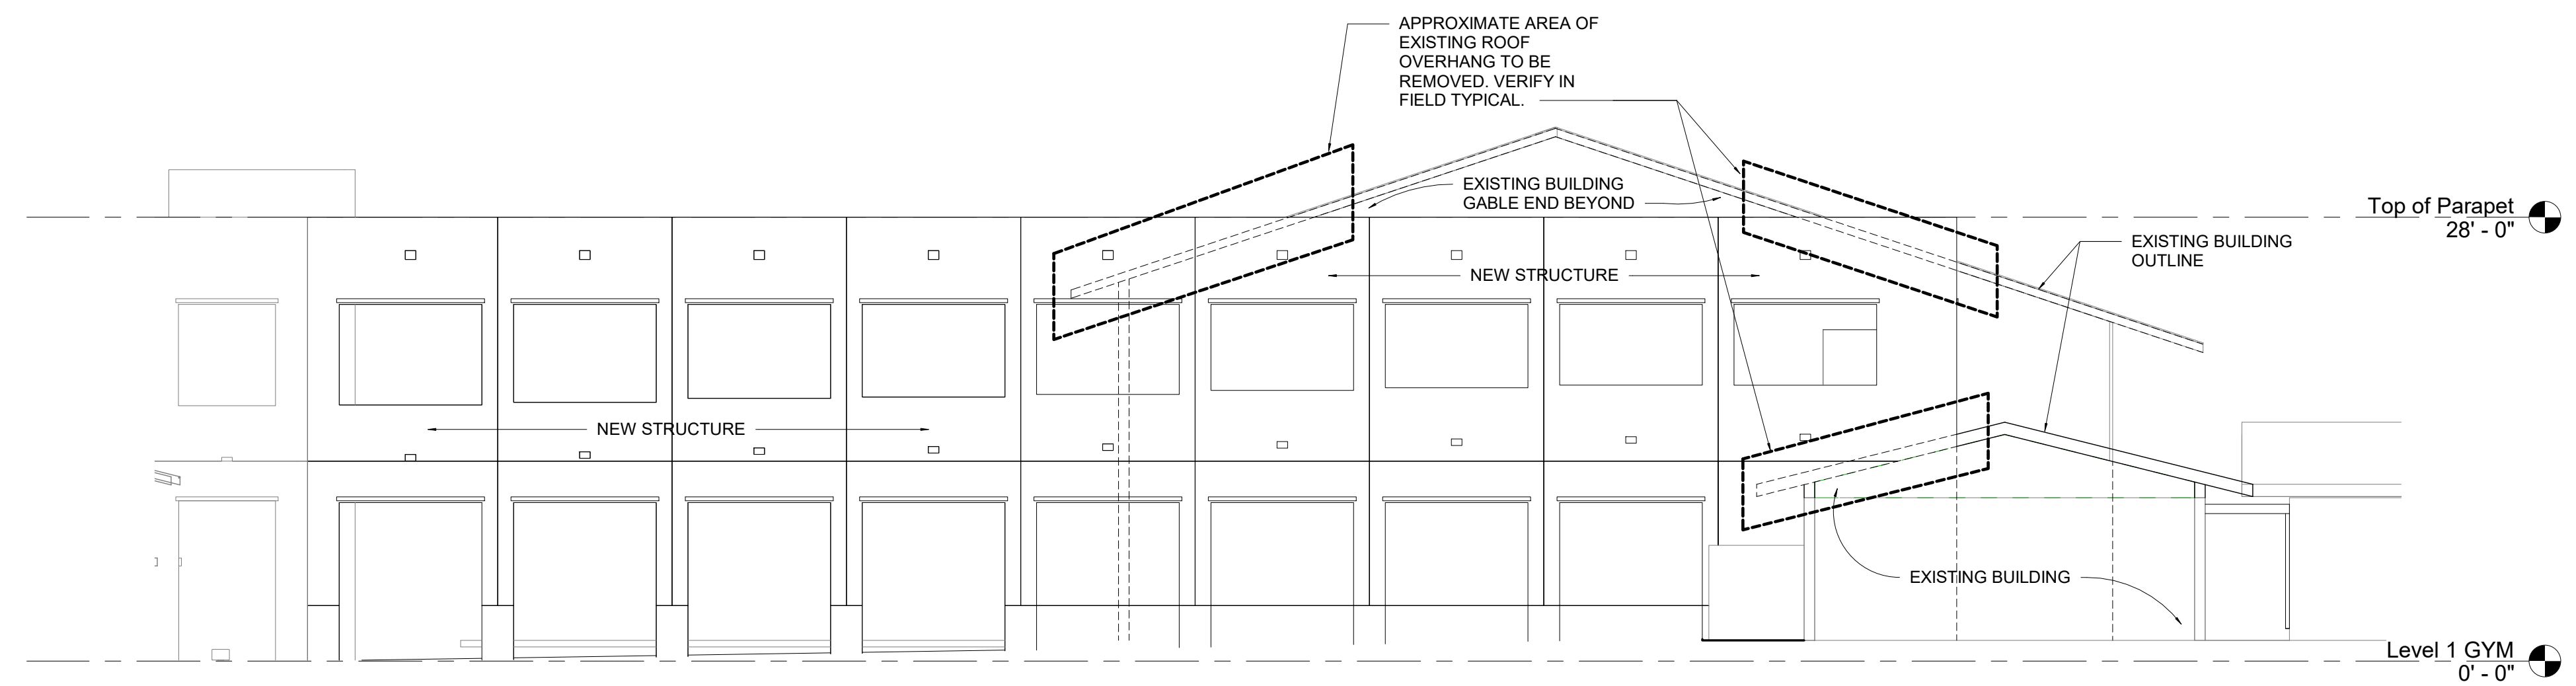 APPROXIMATE AREA OF
EXISTING ROOF
OVERHANG TO BE
REMOVED. VERIFY IN
FIELD TYPICAL.
EXISTING BUILDING
GABLE END BEYOND
Top of Parapet
28' - 0"
EXISTING BUILDING
OUTLINE
NEW STRUCTURE
NEW STRUCTURE
EXISTING BUILDING
Level 1 GYM
0' - 0"